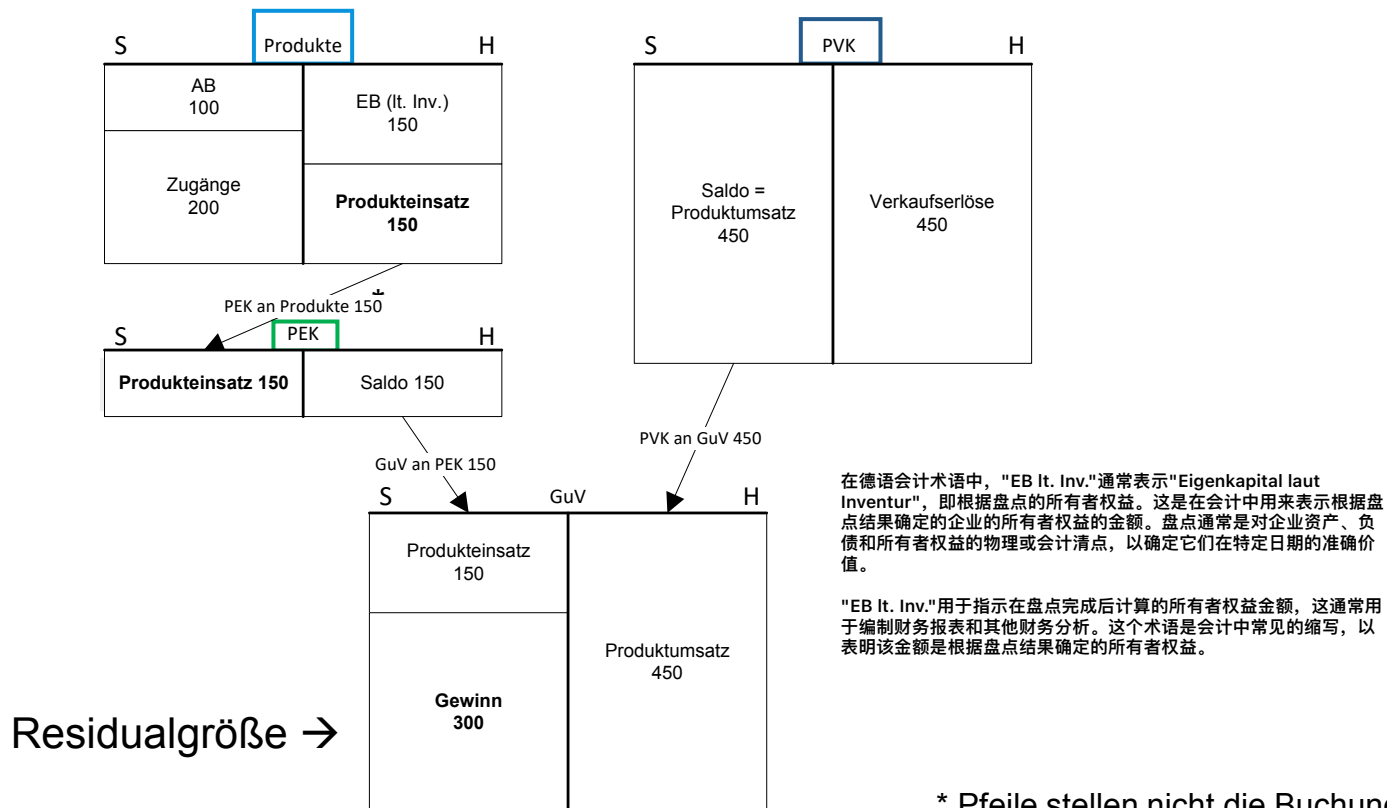 S Produkte H
AB
100
EB (lt. Inv.)
150
Zugänge
200
Produkteinsatz
150
PEK an Produkte 150
*
S PEK H
Produkteinsatz 150 Saldo 150
GuV an PEK 150
S PVK H
Saldo =
Produktumsatz
450
Verkaufserlöse
450
PVK an GuV 450
S GuV H
Produkteinsatz
150
Gewinn
300
Produktumsatz
450
Residualgröße →
在德语会计术语中，"EB lt. Inv."通常表示"Eigenkapital laut
Inventur"，即根据盘点的所有者权益。这是在会计中用来表示根据盘
点结果确定的企业的所有者权益的金额。盘点通常是对企业资产、负
债和所有者权益的物理或会计清点，以确定它们在特定日期的准确价
值。
"EB lt. Inv."用于指示在盘点完成后计算的所有者权益金额，这通常用
于编制财务报表和其他财务分析。这个术语是会计中常见的缩写，以
表明该金额是根据盘点结果确定的所有者权益。
* Pfeile stellen nicht die Buchung